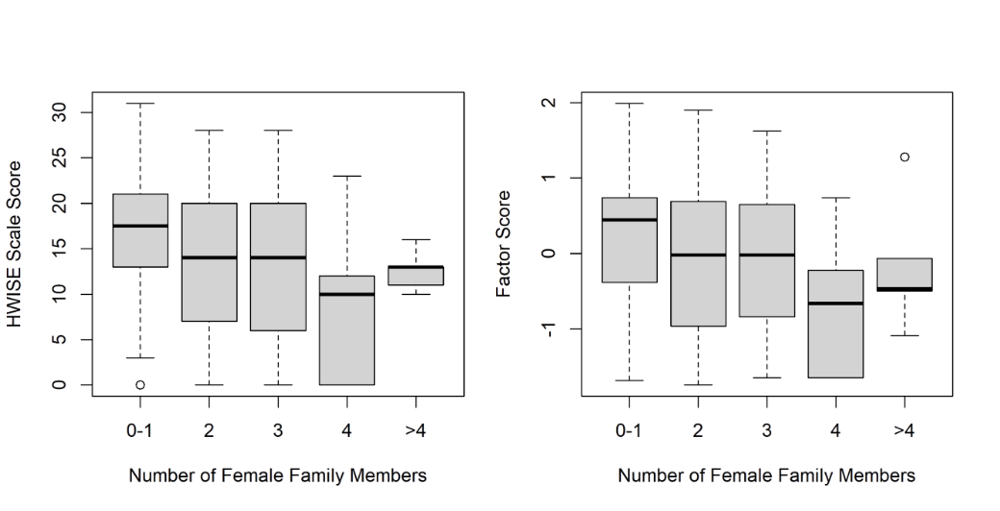 HWISE Scale Score
30
25
20
15
10
5
0
0-1 2 3 4 >4
Number of Female Family Members
Factor Score
2
1
0
-1
0-1 2 3 4 >4
Number of Female Family Members